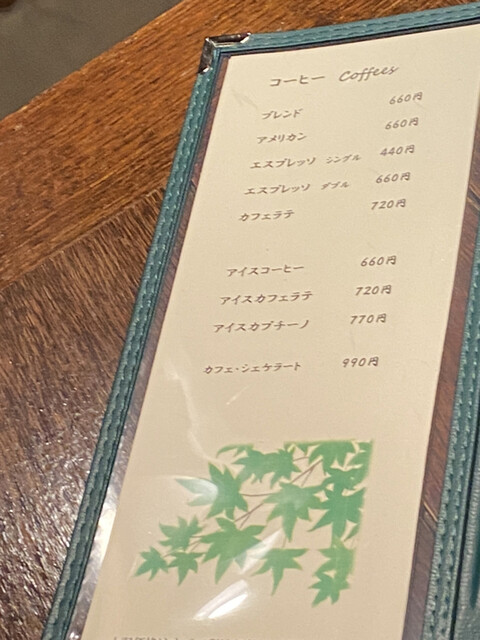 コーヒー Coffees
ブレンド 660円
アメリカン 660円
エスプレッソ シングル 440円
エスプレッソ ダブル 660円
カフェラテ 720円
アイスコーヒー 660円
アイスカフェラテ 720円
アイスカプチーノ 770円
カフェ・シェケラート 990円